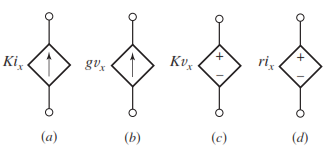 Ki_x gv_x Kv_x + – ri_x + –
(a) (b) (c) (d)